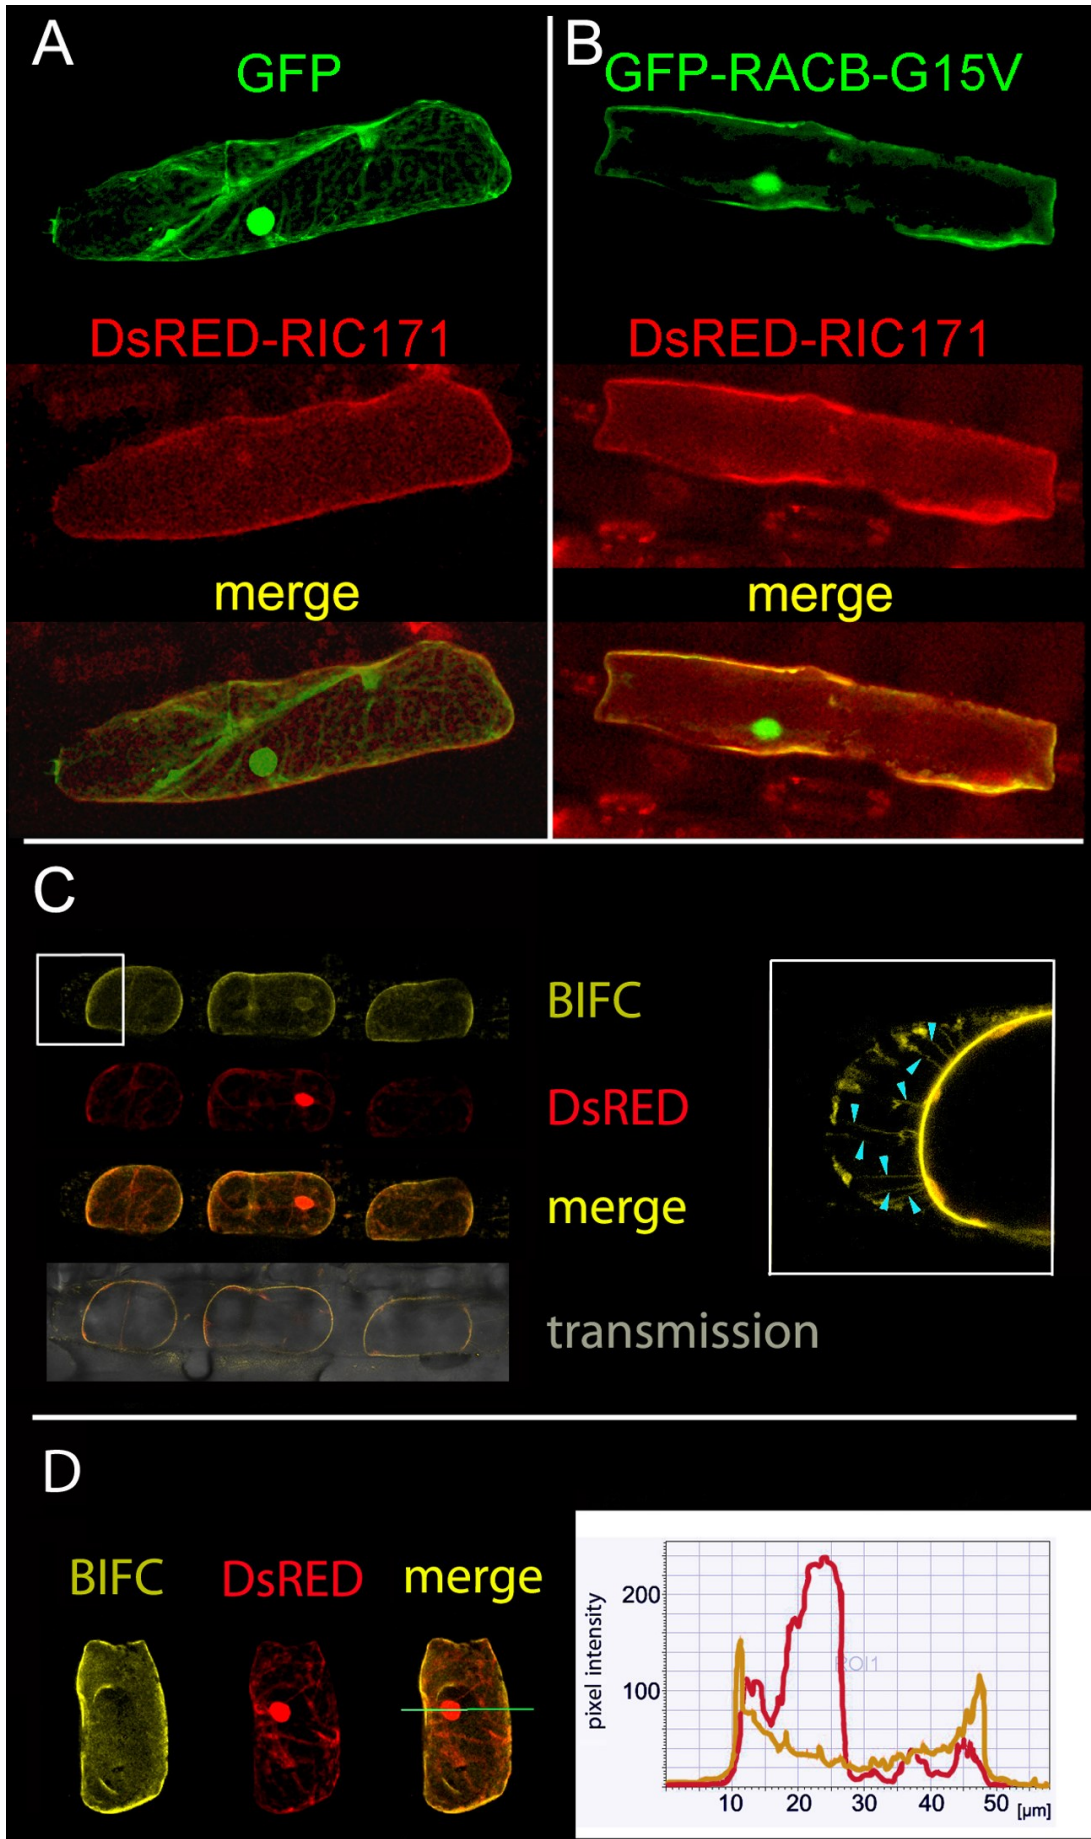 A
GFP
DsRED-RIC171
merge
B
GFP-RACB-G15V
DsRED-RIC171
merge
C
BIFC
DsRED
merge
transmission
D
BIFC
DsRED
merge
pixel intensity
200
100
ROI1
10 20 30 40 50 [µm]